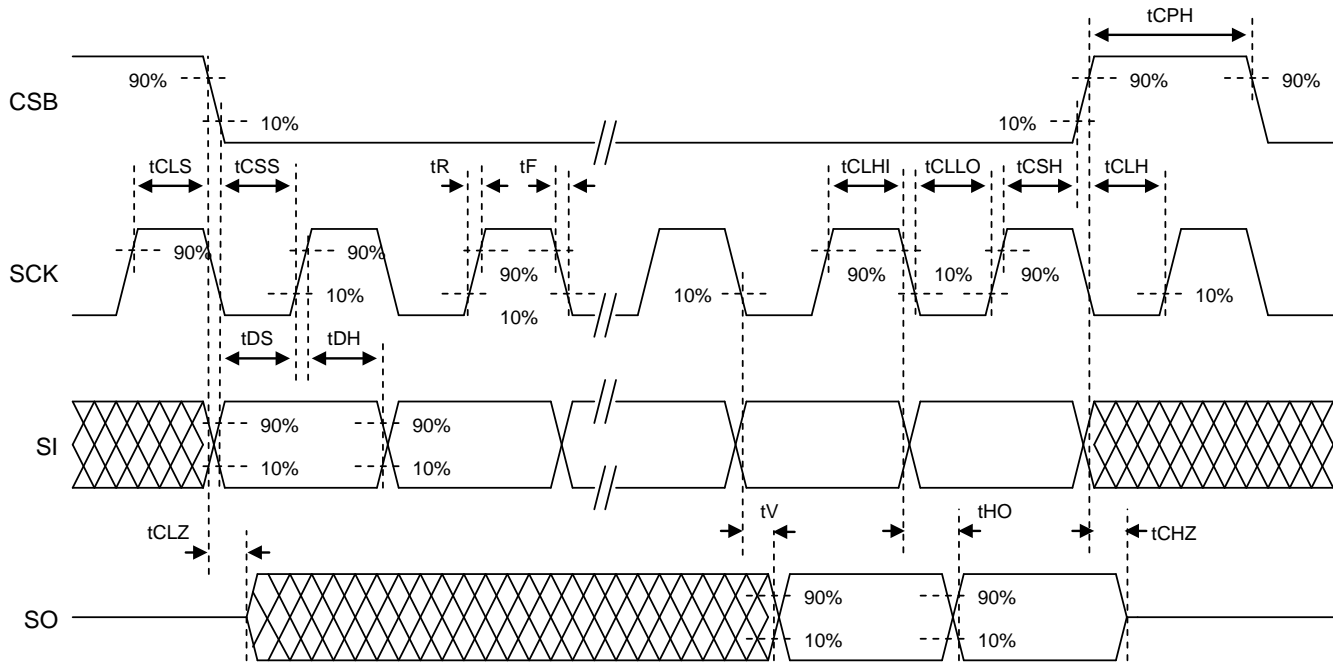 tCPH
90% 90% 90%
CSB
10% 10%
tCLS tCSS tR tF tCLHI tCLLO tCSH tCLH
90% 90% 90% 90% 10% 90%
SCK
10% 10% 10% 10%
tDS tDH
90% 90%
SI
10% 10%
tCLZ tV tHO tCHZ
90% 90%
SO
10% 10%